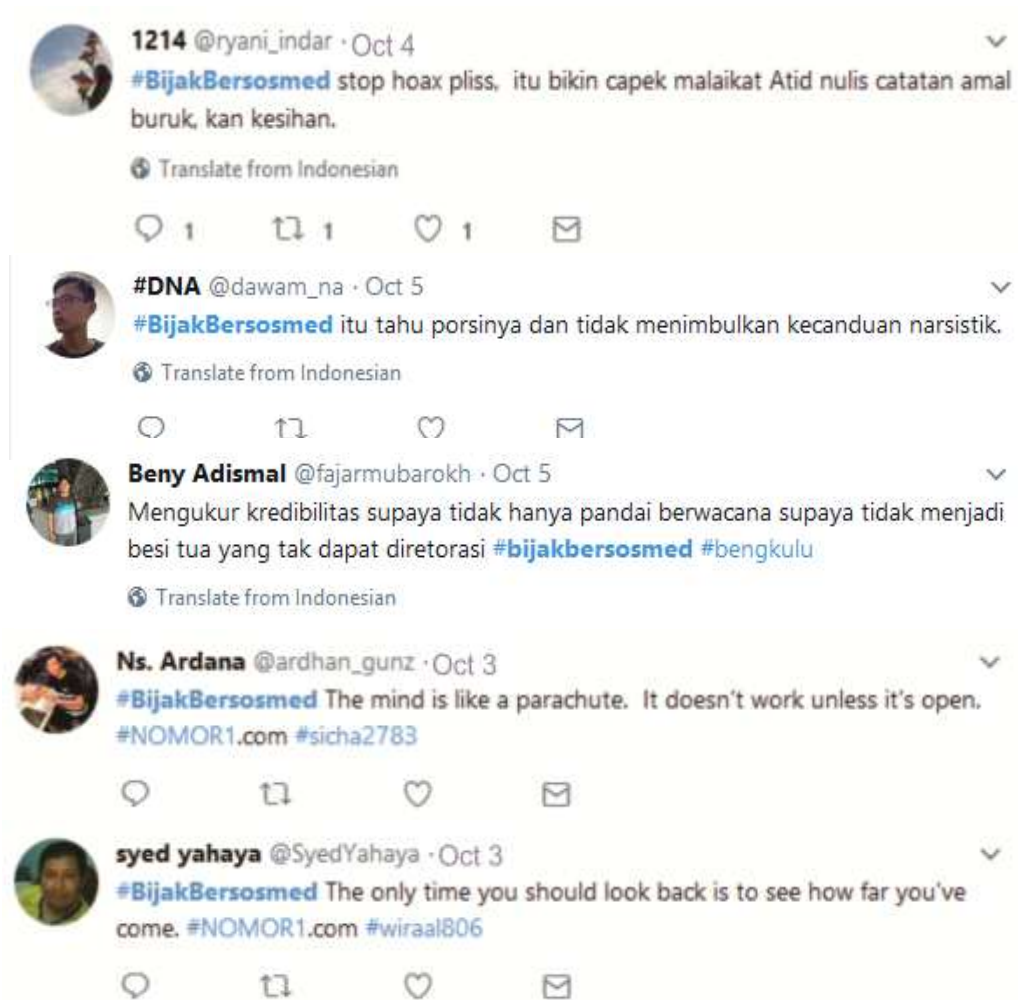 1214 @ryani_indar · Oct 4
#BijakBersosmed stop hoax pliss, itu bikin capek malaikat Atid nulis catatan amal
buruk, kan kesihan.
Translate from Indonesian
1 1 1
#DNA @dawam_na · Oct 5
#BijakBersosmed itu tahu porsinya dan tidak menimbulkan kecanduan narsistik.
Translate from Indonesian
Beny Adismal @fajarmubarokh · Oct 5
Mengukur kredibilitas supaya tidak hanya pandai berwacana supaya tidak menjadi
besi tua yang tak dapat diretorasi #bijakbersosmed #bengkulu
Translate from Indonesian
Ns. Ardana @ardhan_gunz · Oct 3
#BijakBersosmed The mind is like a parachute. It doesn't work unless it's open.
#NOMOR1.com #sicha2783
syed yahaya @SyedYahaya · Oct 3
#BijakBersosmed The only time you should look back is to see how far you've
come. #NOMOR1.com #wiraal806